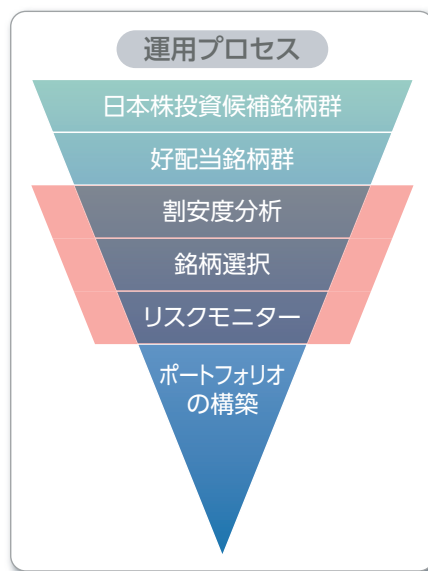 運用プロセス
日本株投資候補銘柄群
好配当銘柄群
割安度分析
銘柄選択
リスクモニター
ポートフォリオ
の構築